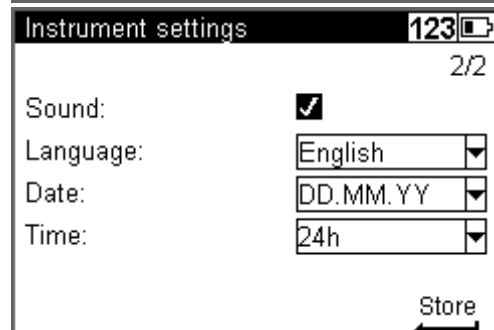 Instrument settings 123
2/2
Sound:
Language: English
Date: DD.MM.YY
Time: 24h
Store